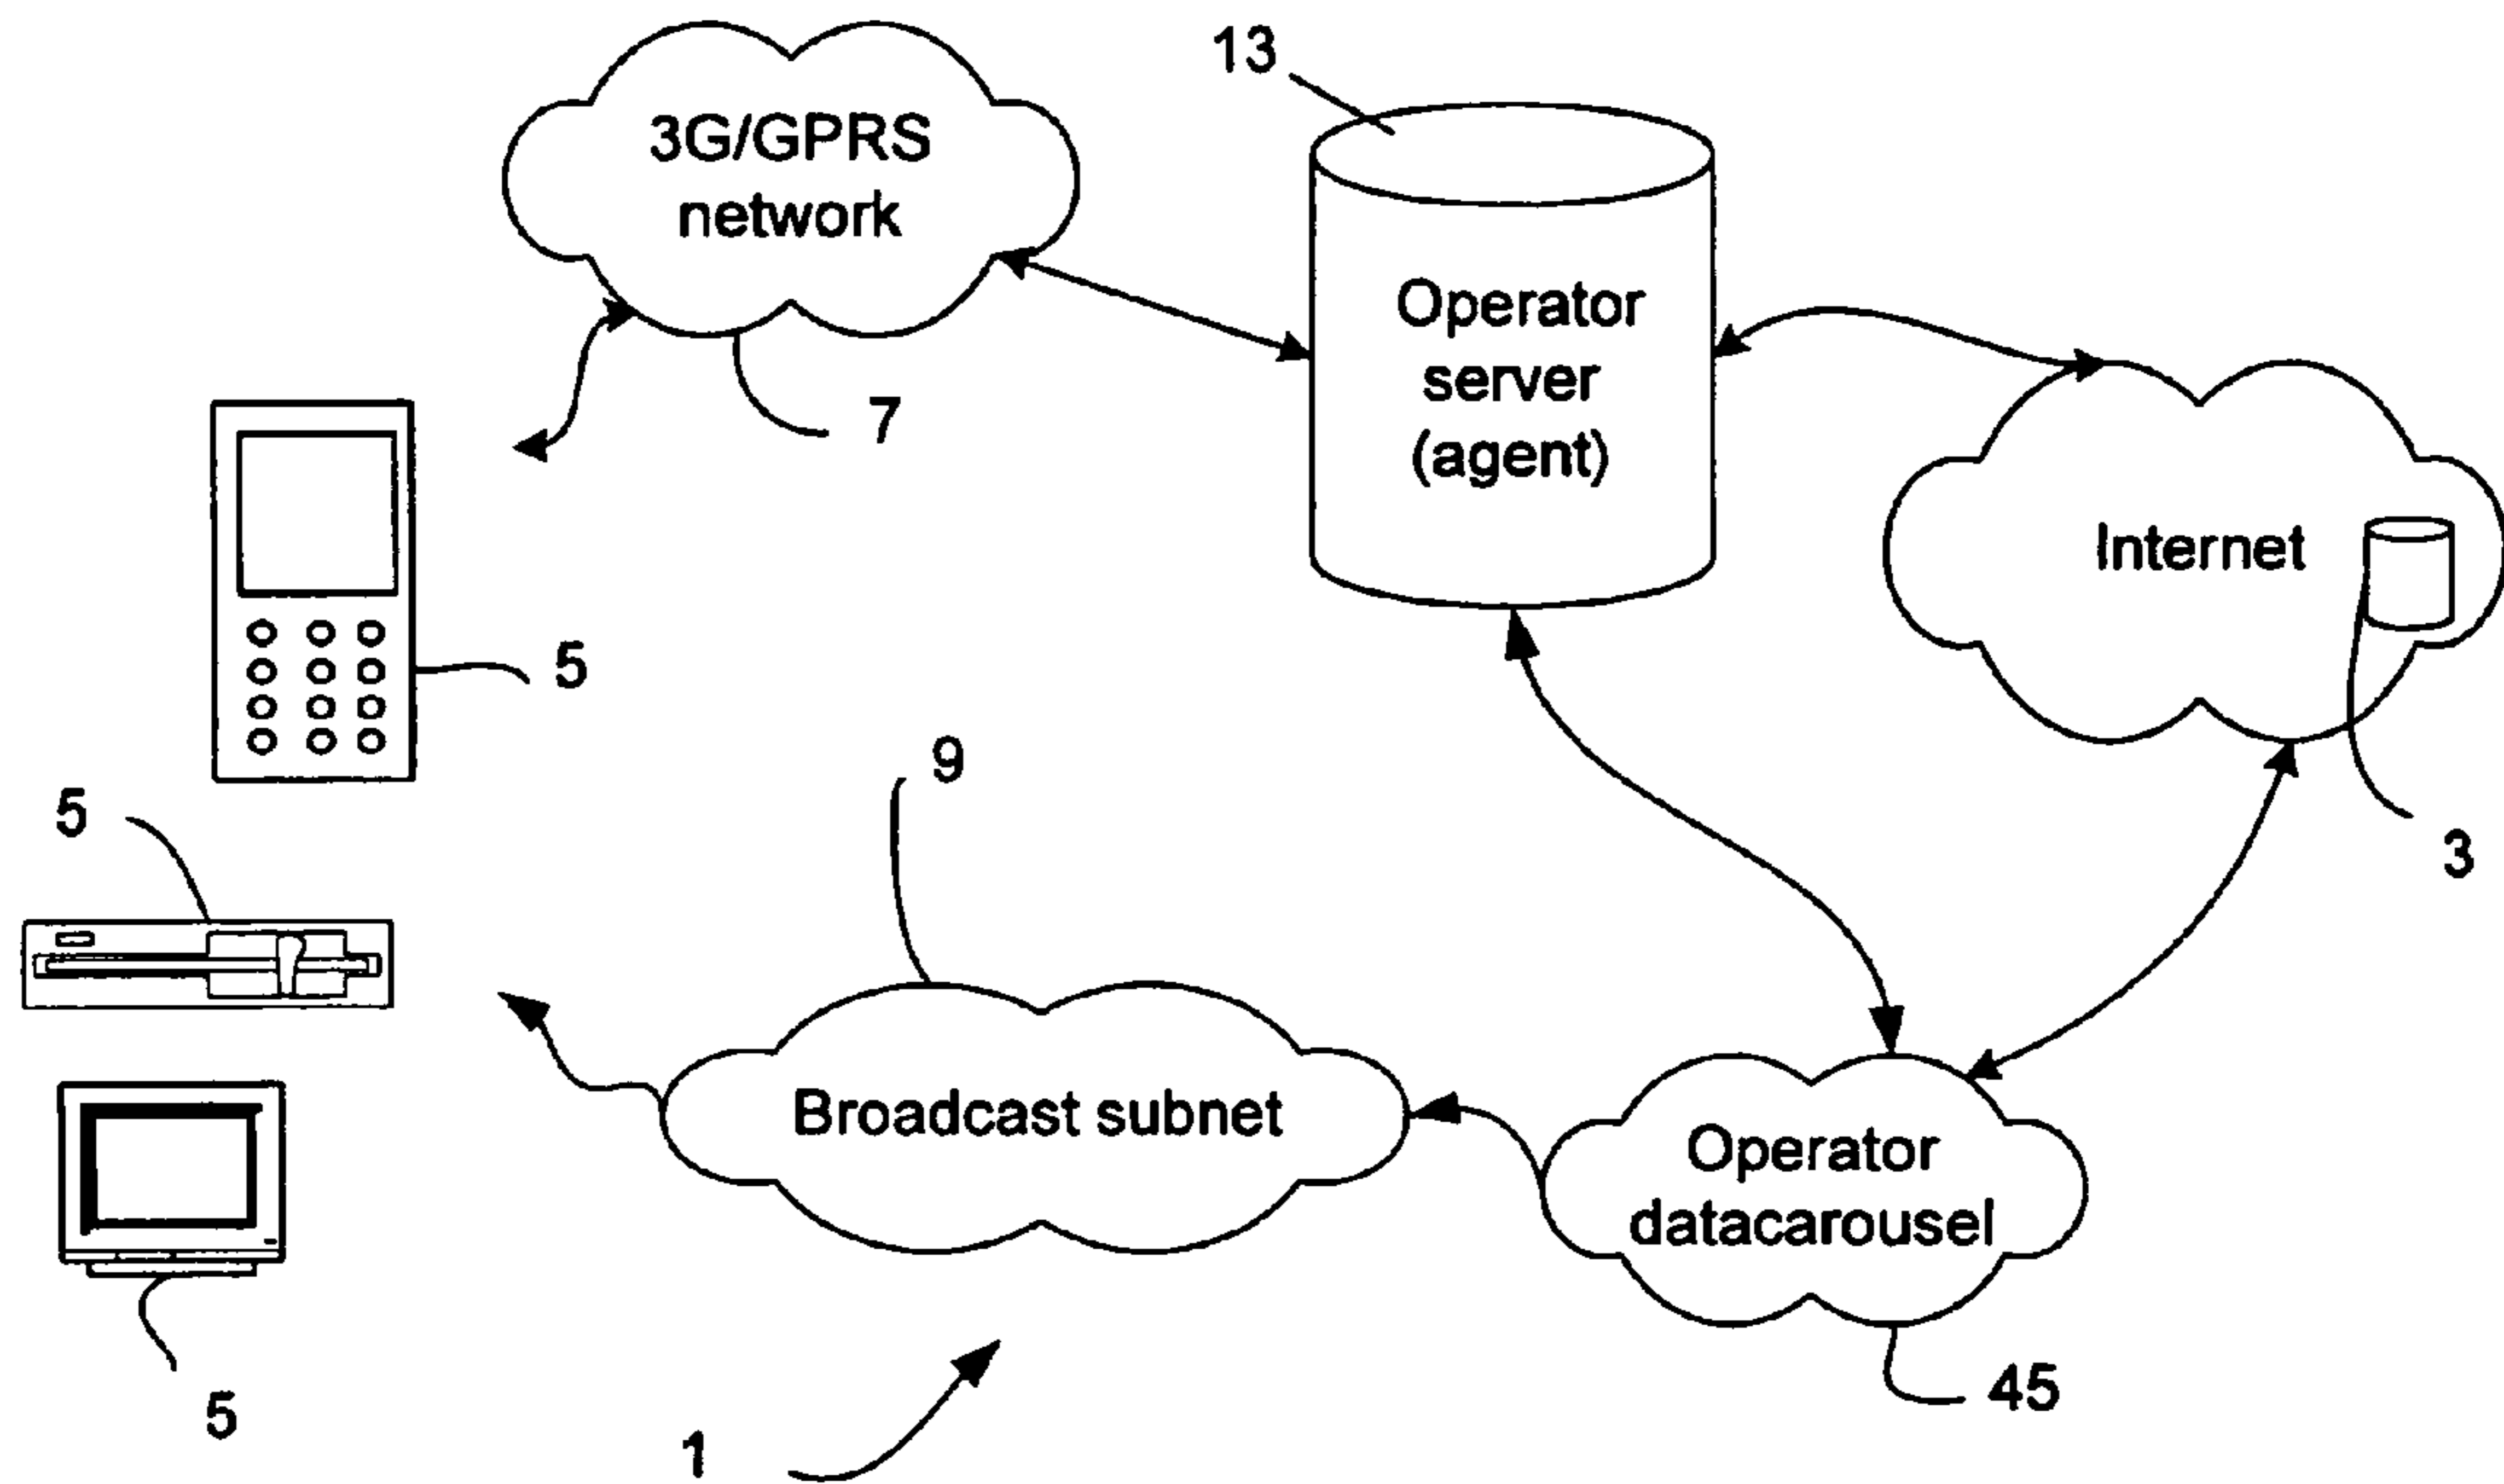 13
3G/GPRS
network
Operator
server
(agent)
7
Internet
5
9
5
3
Broadcast subnet
Operator
datacarousel
45
5
1